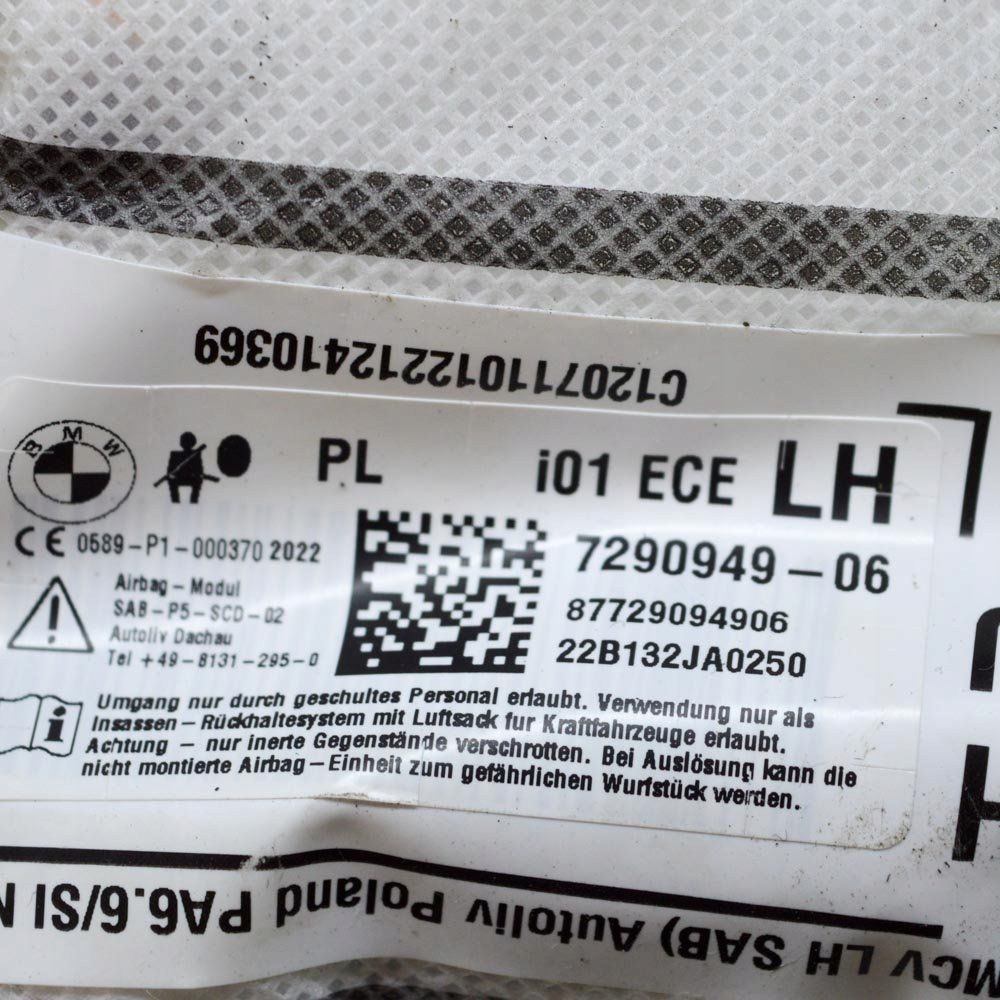 C120711012212410369
BMW
PL
i01 ECE LH
CE 0589-P1-000370 2022
7290949-06
Airbag-Modul
SAB-P5-SCD-02
Autoliv Dachau
Tel +49-8131-295-0
87729094906
22B132JA0250
Umgang nur durch geschultes Personal erlaubt. Verwendung nur als
Insassen-Rückhaltesystem mit Luftsack fur Kraftfahrzeuge erlaubt.
Achtung - nur inerte Gegenstände verschrotten. Bei Auslösung kann die
nicht montierte Airbag-Einheit zum gefährlichen Wurfstück werden.
MCV LH SAB) Autoliv Poland PA6.6/SI